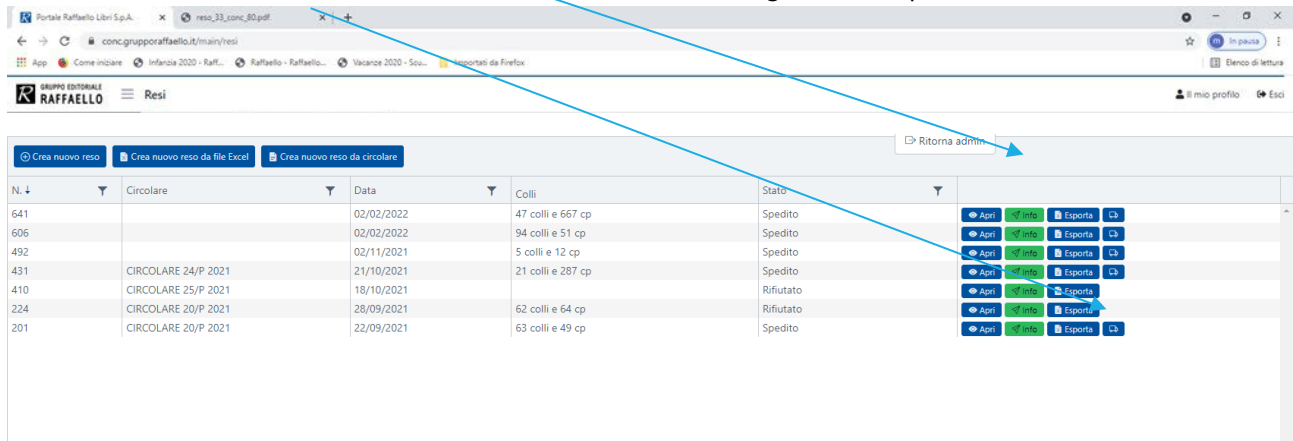 Portale Raffaello Libri S.p.A. × reso_33_conc_80.pdf × +
conc.grupporaffaello.it/main/resi In pausa
App Come iniziare Infanzia 2020 - Raff... Raffaello - Raffaello... Vacanze 2020 - Scu... Importati da Firefox Elenco di lettura
GRUPPO EDITORIALE
RAFFAELLO Resi Il mio profilo Esci
Ritorna admin
Crea nuovo reso Crea nuovo reso da file Excel Crea nuovo reso da circolare
N. Circolare Data Colli Stato
641 02/02/2022 47 colli e 667 cp Spedito Apri Info Esporta
606 02/02/2022 94 colli e 51 cp Spedito Apri Info Esporta
492 02/11/2021 5 colli e 12 cp Spedito Apri Info Esporta
431 CIRCOLARE 24/P 2021 21/10/2021 21 colli e 287 cp Spedito Apri Info Esporta
410 CIRCOLARE 25/P 2021 18/10/2021 Rifiutato Apri Info Esporta
224 CIRCOLARE 20/P 2021 28/09/2021 62 colli e 64 cp Rifiutato Apri Info Esporta
201 CIRCOLARE 20/P 2021 22/09/2021 63 colli e 49 cp Spedito Apri Info Esporta